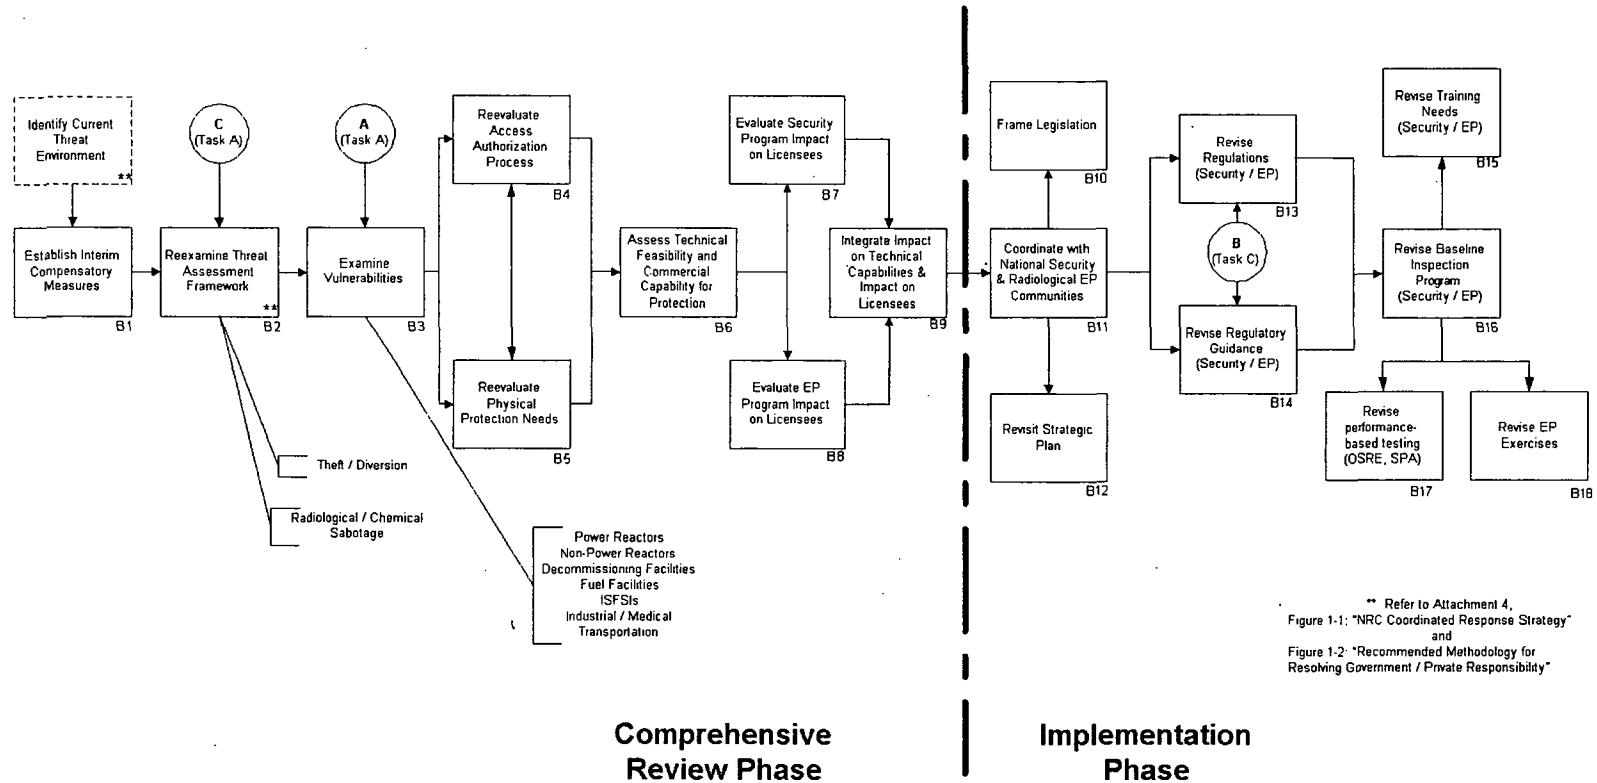 Identify Current
Threat
Environment
**
C
(Task A)
A
(Task A)
Establish Interim
Compensatory
Measures
B1
Reexamine Threat
Assessment
Framework
**
B2
Examine
Vulnerabilities
B3
Reevaluate
Access
Authorization
Process
B4
Reevaluate
Physical
Protection Needs
B5
Assess Technical
Feasibility and
Commercial
Capability for
Protection
B6
Evaluate Security
Program Impact
on Licensees
B7
Evaluate EP
Program Impact
on Licensees
B8
Integrate Impact
on Technical
Capabilities &
Impact on
Licensees
B9
Theft / Diversion
Radiological / Chemical
Sabotage
Power Reactors
Non-Power Reactors
Decommissioning Facilities
Fuel Facilities
ISFSIs
Industrial / Medical
Transportation
Frame Legislation
B10
Coordinate with
National Security
& Radiological EP
Communities
B11
Revisit Strategic
Plan
B12
Revise
Regulations
(Security / EP)
B13
B
(Task C)
Revise Regulatory
Guidance
(Security / EP)
B14
Revise Training
Needs
(Security / EP)
B15
Revise Baseline
Inspection
Program
(Security / EP)
B16
Revise
performance-
based testing
(OSRE, SPA)
B17
Revise EP
Exercises
B18
** Refer to Attachment 4,
Figure 1-1: "NRC Coordinated Response Strategy"
and
Figure 1-2: "Recommended Methodology for
Resolving Government / Private Responsibility"
Comprehensive
Review Phase
Implementation
Phase